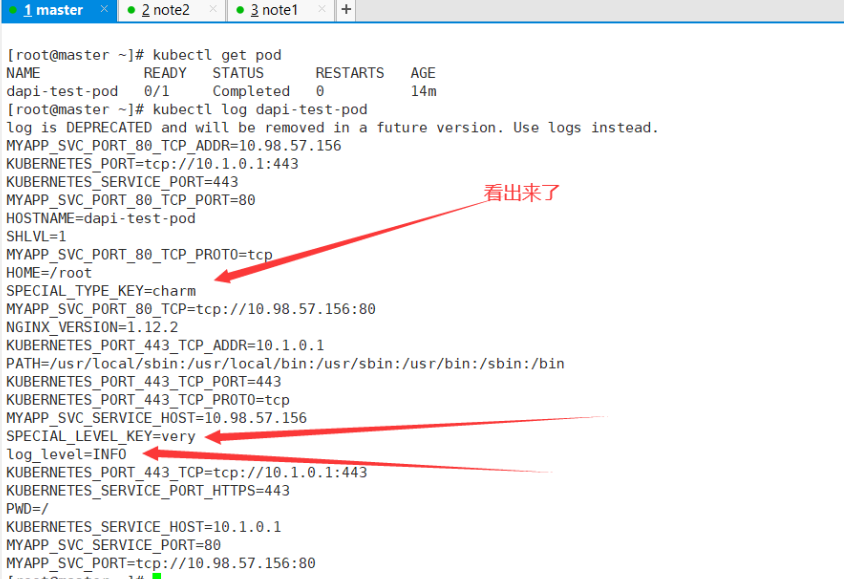 1 master × 2 note2 × 3 note1 × +
[root@master ~]# kubectl get pod
NAME READY STATUS RESTARTS AGE
dapi-test-pod 0/1 Completed 0 14m
[root@master ~]# kubectl log dapi-test-pod
log is DEPRECATED and will be removed in a future version. Use logs instead.
MYAPP_SVC_PORT_80_TCP_ADDR=10.98.57.156
KUBERNETES_PORT=tcp://10.1.0.1:443
KUBERNETES_SERVICE_PORT=443
MYAPP_SVC_PORT_80_TCP_PORT=80
看出来了
HOSTNAME=dapi-test-pod
SHLVL=1
MYAPP_SVC_PORT_80_TCP_PROTO=tcp
HOME=/root
SPECIAL_TYPE_KEY=charm
MYAPP_SVC_PORT_80_TCP=tcp://10.98.57.156:80
NGINX_VERSION=1.12.2
KUBERNETES_PORT_443_TCP_ADDR=10.1.0.1
PATH=/usr/local/sbin:/usr/local/bin:/usr/sbin:/usr/bin:/sbin:/bin
KUBERNETES_PORT_443_TCP_PORT=443
KUBERNETES_PORT_443_TCP_PROTO=tcp
MYAPP_SVC_SERVICE_HOST=10.98.57.156
SPECIAL_LEVEL_KEY=very
log_level=INFO
KUBERNETES_PORT_443_TCP=tcp://10.1.0.1:443
KUBERNETES_SERVICE_PORT_HTTPS=443
PWD=/
KUBERNETES_SERVICE_HOST=10.1.0.1
MYAPP_SVC_SERVICE_PORT=80
MYAPP_SVC_PORT=tcp://10.98.57.156:80
[root@master ~]#